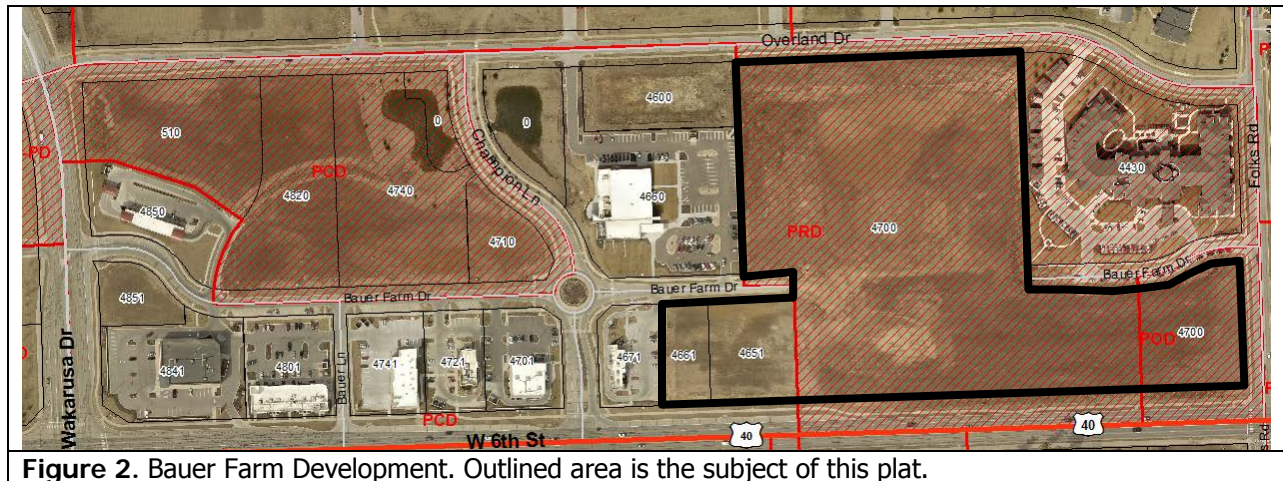 Overland Dr
PD
510
PCD
4820
4740
0
Champion Ln
0
4600
4660
4710
4850
PRD
4700
4430
Folks Rd
Bauer Farm Dr
Bauer Farm Dr
Bauer Farm Dr
4851
Wakarusa Dr
4841
4801
Bauer Ln
4741
4721
4701
4671
4661
4651
POD
4700
PCD
W 6th St
40
40
Figure 2. Bauer Farm Development. Outlined area is the subject of this plat.